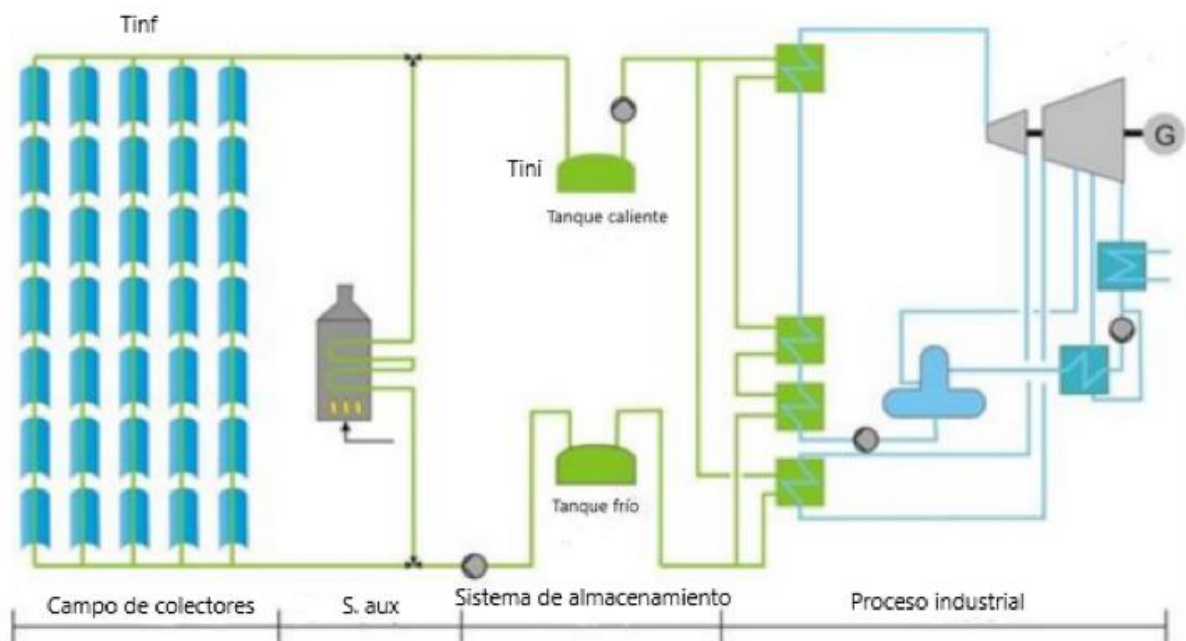 Tinf
Tini
Tanque caliente
G
Tanque frío
Campo de colectores
S. aux
Sistema de almacenamiento
Proceso industrial